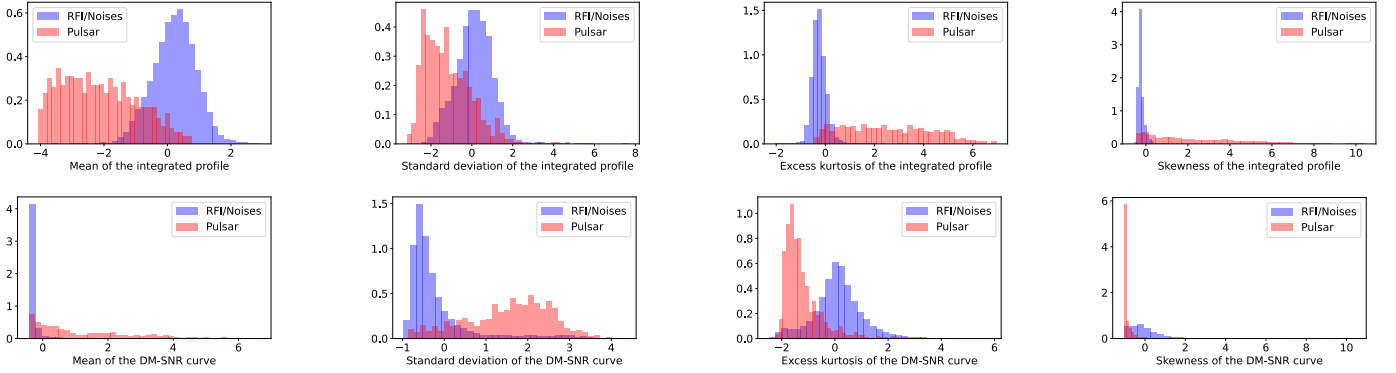 0.6
0.4
0.2
0.0
RFI/Noises
Pulsar
−4 −2 0 2
Mean of the integrated profile
0.4
0.3
0.2
0.1
0.0
RFI/Noises
Pulsar
−2 0 2 4 6 8
Standard deviation of the integrated profile
1.5
1.0
0.5
0.0
RFI/Noises
Pulsar
−2 0 2 4 6
Excess kurtosis of the integrated profile
4
3
2
1
0
RFI/Noises
Pulsar
0 2 4 6 8 10
Skewness of the integrated profile
4
3
2
1
0
RFI/Noises
Pulsar
0 2 4 6
Mean of the DM-SNR curve
1.5
1.0
0.5
0.0
RFI/Noises
Pulsar
−1 0 1 2 3 4
Standard deviation of the DM-SNR curve
1.0
0.8
0.6
0.4
0.2
0.0
RFI/Noises
Pulsar
−2 0 2 4 6
Excess kurtosis of the DM-SNR curve
6
4
2
0
RFI/Noises
Pulsar
0 2 4 6 8 10
Skewness of the DM-SNR curve